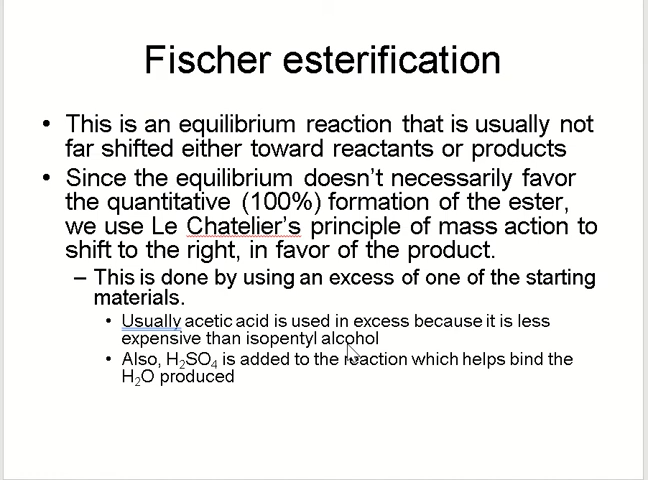 Fischer esterification
• This is an equilibrium reaction that is usually not
far shifted either toward reactants or products
• Since the equilibrium doesn't necessarily favor
the quantitative (100%) formation of the ester,
we use Le Chatelier's principle of mass action to
shift to the right, in favor of the product.
– This is done by using an excess of one of the starting
materials.
• Usually acetic acid is used in excess because it is less
expensive than isopentyl alcohol
• Also, H₂SO₄ is added to the reaction which helps bind the
H₂O produced